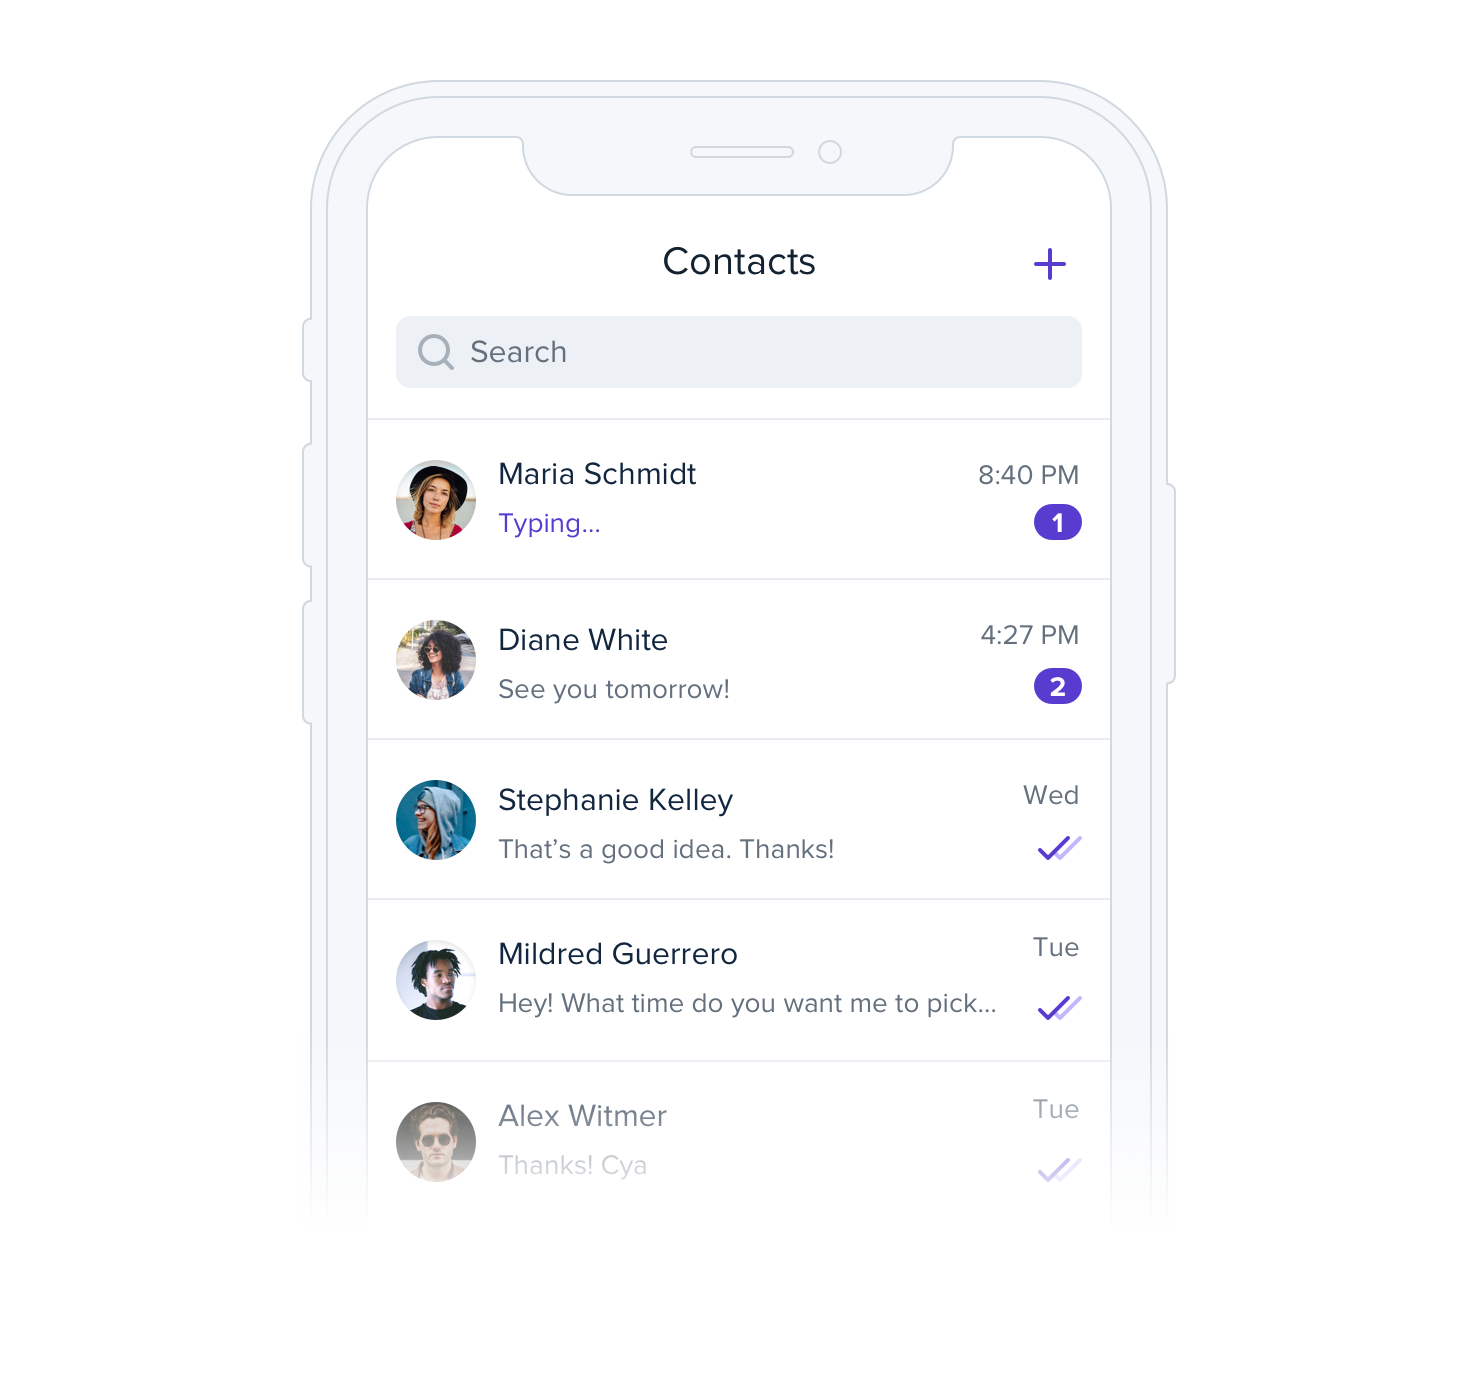 Contacts
Search
Maria Schmidt
8:40 PM
Typing...
1
Diane White
4:27 PM
See you tomorrow!
2
Stephanie Kelley
Wed
That’s a good idea. Thanks!
Mildred Guerrero
Tue
Hey! What time do you want me to pick...
Alex Witmer
Tue
Thanks! Cya